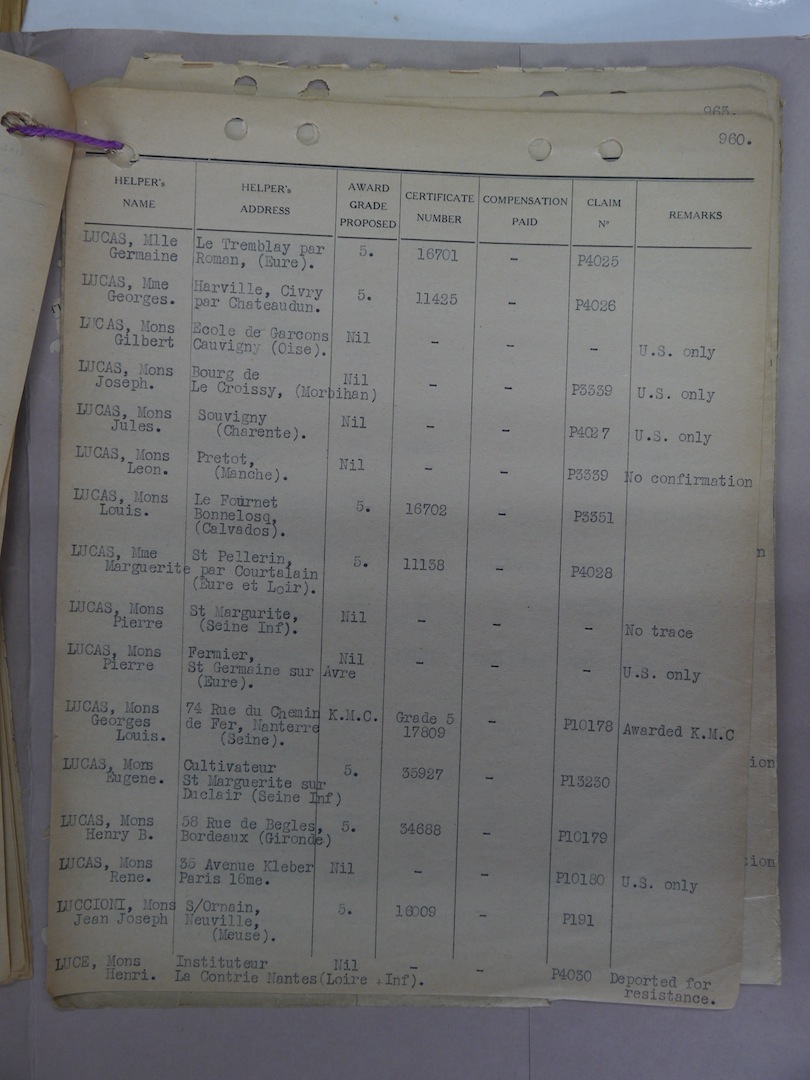 963.
960.
HELPER's NAME HELPER's ADDRESS AWARD GRADE PROPOSED CERTIFICATE NUMBER COMPENSATION PAID CLAIM Nº REMARKS
LUCAS, Mlle Le Tremblay par 5. 16701 - P4025
Germaine Roman, (Eure).
LUCAS, Mme Harville, Civry 5. 11425 - P4026
Georges. par Chateaudun.
LUCAS, Mons Ecole de Garcons Nil - - - U.S. only
Gilbert Cauvigny (Oise).
LUCAS, Mons Bourg de Nil - - P3339 U.S. only
Joseph. Le Croissy, (Morbihan)
LUCAS, Mons Souvigny Nil - - P4027 U.S. only
Jules. (Charente).
LUCAS, Mons Pretot, Nil - - P3339 No confirmation
Leon. (Manche).
LUCAS, Mons Le Fournet 5. 16702 - P3351
Louis. Bonnelosq,
(Calvados).
LUCAS, Mme St Pellerin, 5. 11138 - P4028
Marguerite par Courtalain
(Eure et Loir).
LUCAS, Mons St Margurite, Nil - - - No trace
Pierre (Seine Inf).
LUCAS, Mons Fermier, Nil - - - U.S. only
Pierre St Germaine sur Avre
(Eure).
LUCAS, Mons 74 Rue du Chemin K.M.C. Grade 5 - P10178 Awarded K.M.C
Georges de Fer, Nanterre 17809
Louis. (Seine).
LUCAS, Mons Cultivateur 5. 35927 - P13230
Eugene. St Marguerite sur
Duclair (Seine Inf)
LUCAS, Mons 58 Rue de Begles, 5. 34688 - P10179
Henry B. Bordeaux (Gironde)
LUCAS, Mons 35 Avenue Kleber Nil - - P10180 U.S. only
Rene. Paris 16me.
LUCCIONI, Mons S/Ornain, 5. 16009 - P191
Jean Joseph Neuville,
(Meuse).
LUCE, Mons Instituteur Nil - - P4030 Deported for
Henri. La Contrie Nantes(Loire Inf). resistance.
n
ion
ion